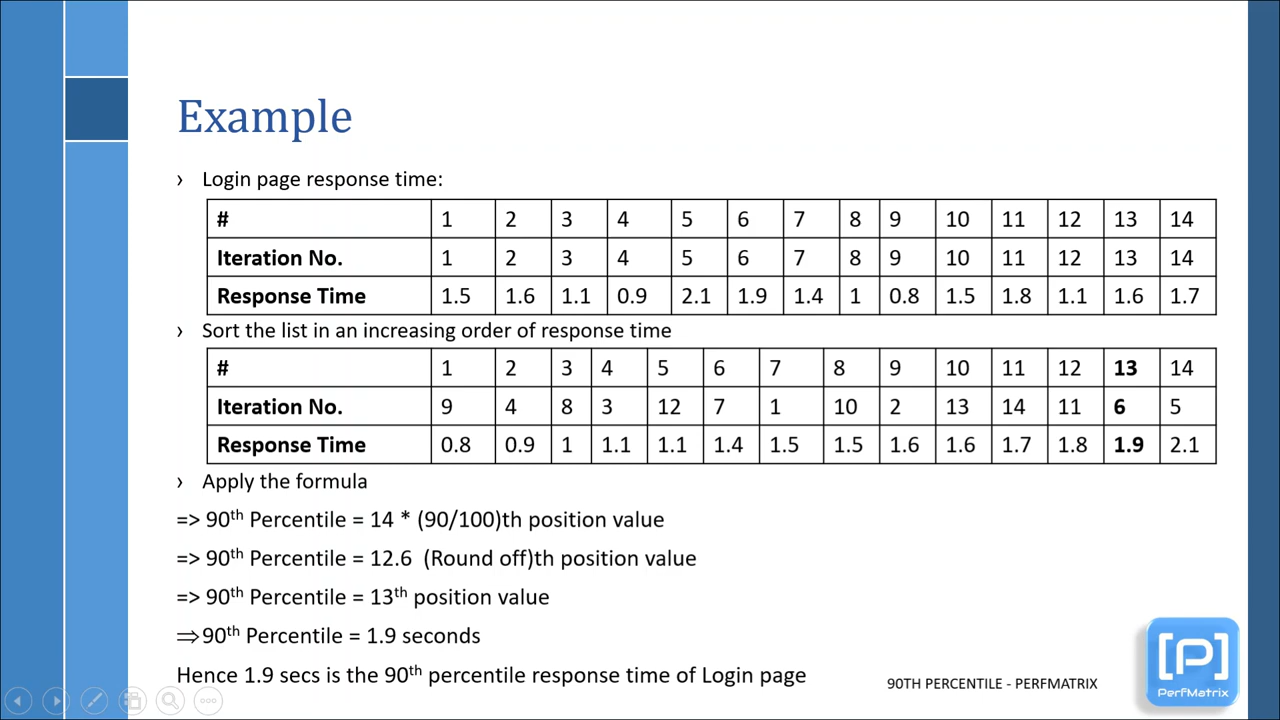 Example
› Login page response time:
# 1 2 3 4 5 6 7 8 9 10 11 12 13 14
Iteration No. 1 2 3 4 5 6 7 8 9 10 11 12 13 14
Response Time 1.5 1.6 1.1 0.9 2.1 1.9 1.4 1 0.8 1.5 1.8 1.1 1.6 1.7
› Sort the list in an increasing order of response time
# 1 2 3 4 5 6 7 8 9 10 11 12 13 14
Iteration No. 9 4 8 3 12 7 1 10 2 13 14 11 6 5
Response Time 0.8 0.9 1 1.1 1.1 1.4 1.5 1.5 1.6 1.6 1.7 1.8 1.9 2.1
› Apply the formula
=> 90th Percentile = 14 * (90/100)th position value
=> 90th Percentile = 12.6 (Round off)th position value
=> 90th Percentile = 13th position value
⇒90th Percentile = 1.9 seconds
Hence 1.9 secs is the 90th percentile response time of Login page
90TH PERCENTILE - PERFMATRIX
[P]
PerfMatrix